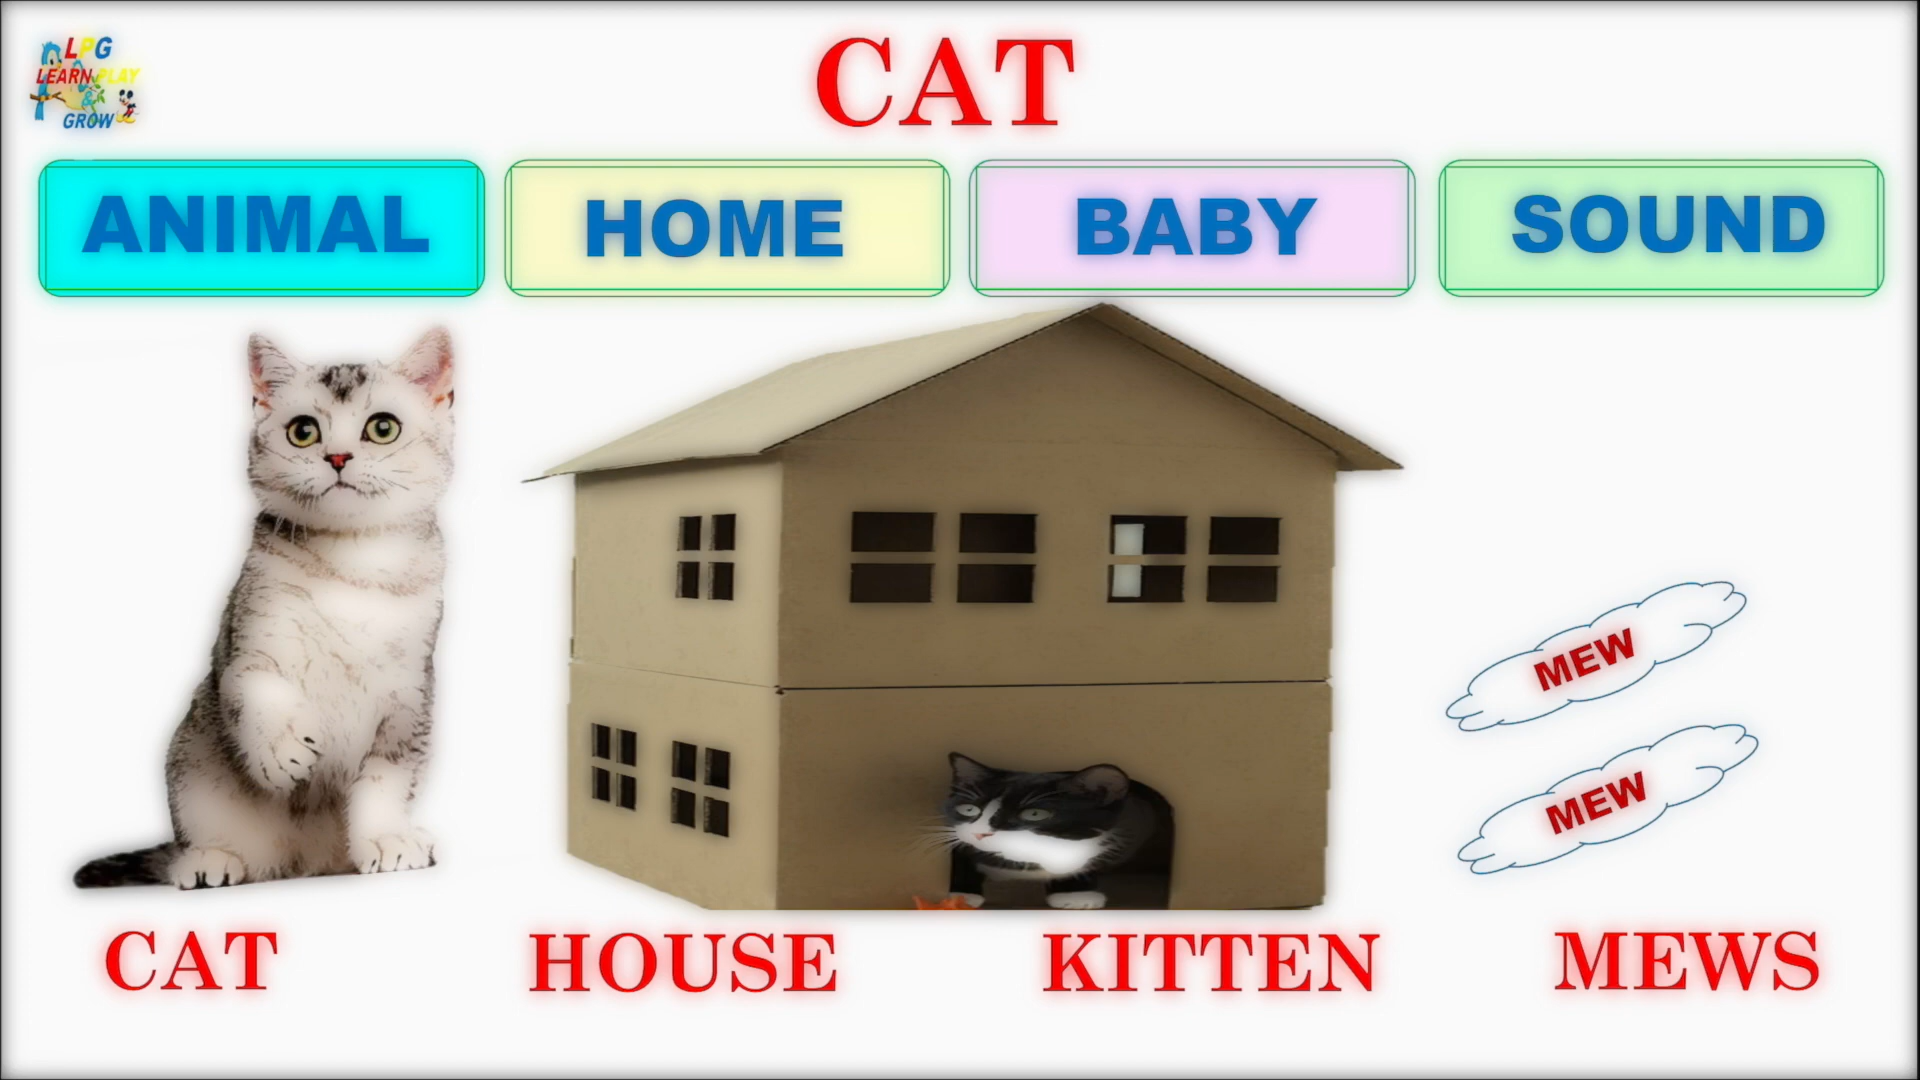 LPG
LEARN PLAY
&
GROW
CAT
ANIMAL
HOME
BABY
SOUND
MEW
MEW
CAT
HOUSE
KITTEN
MEWS